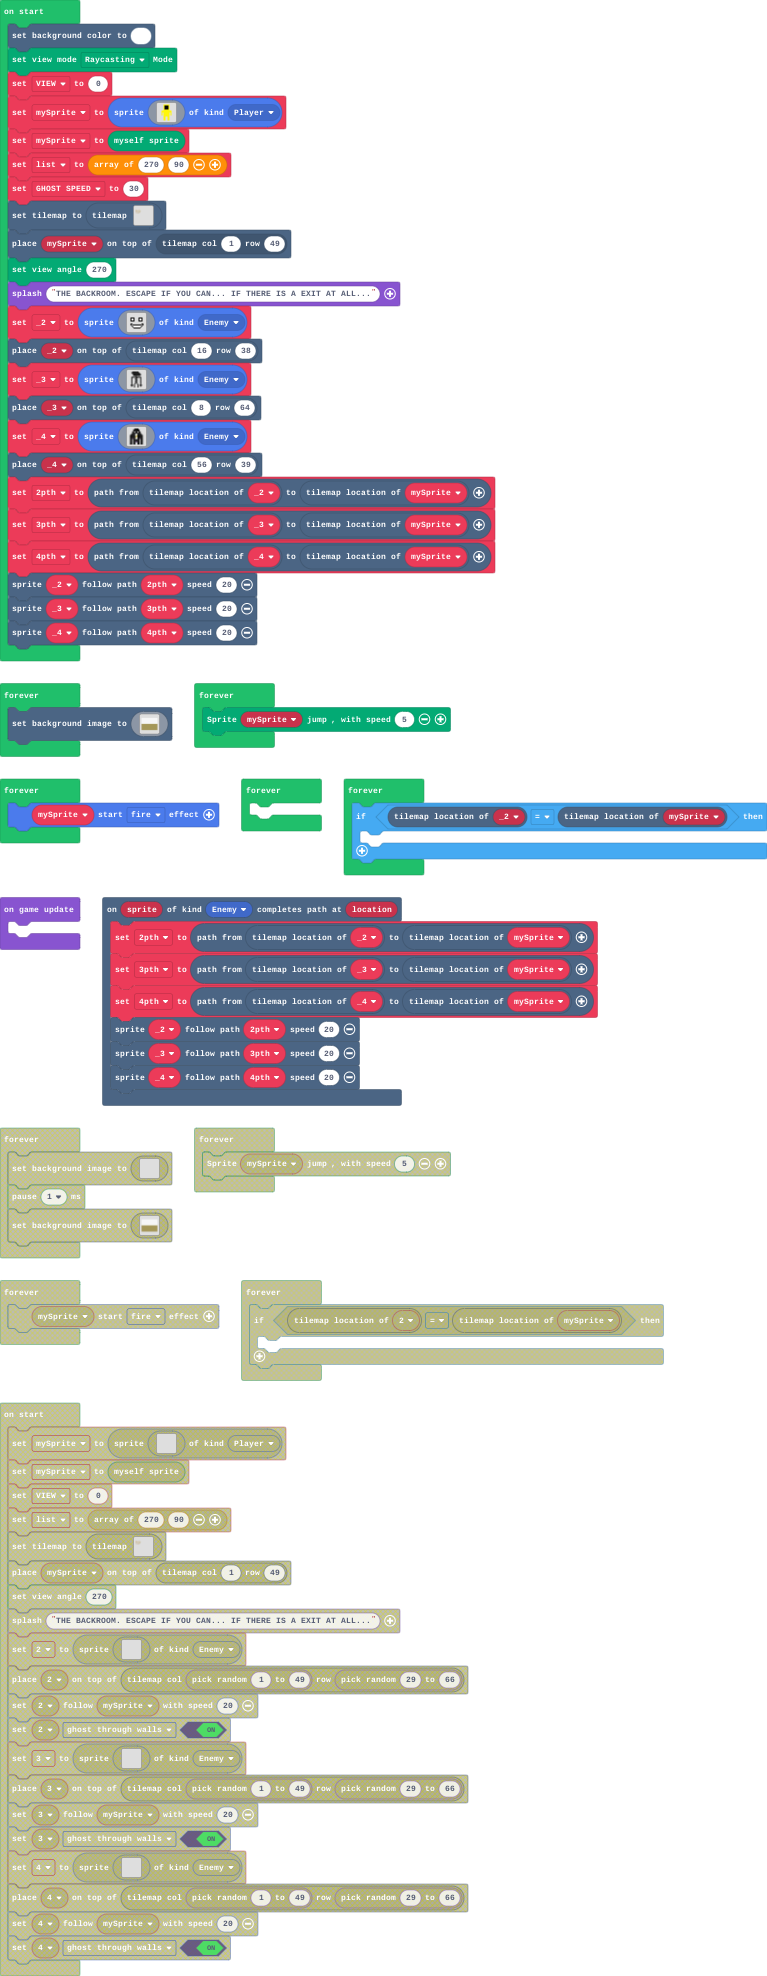 on start
set background color to
set view mode Raycasting Mode
set VIEW to 0
set mySprite to sprite of kind Player
set mySprite to myself sprite
set list to array of 270 90
set GHOST SPEED to 30
set tilemap to tilemap
place mySprite on top of tilemap col 1 row 49
set view angle 270
splash "THE BACKROOM. ESCAPE IF YOU CAN... IF THERE IS A EXIT AT ALL..."
set _2 to sprite of kind Enemy
place _2 on top of tilemap col 16 row 38
set _3 to sprite of kind Enemy
place _3 on top of tilemap col 8 row 64
set _4 to sprite of kind Enemy
place _4 on top of tilemap col 56 row 39
set 2pth to path from tilemap location of _2 to tilemap location of mySprite
set 3pth to path from tilemap location of _3 to tilemap location of mySprite
set 4pth to path from tilemap location of _4 to tilemap location of mySprite
sprite _2 follow path 2pth speed 20
sprite _3 follow path 3pth speed 20
sprite _4 follow path 4pth speed 20
forever
set background image to
forever
Sprite mySprite jump , with speed 5
forever
mySprite start fire effect
forever
forever
if tilemap location of _2 = tilemap location of mySprite then
on game update
on sprite of kind Enemy completes path at location
set 2pth to path from tilemap location of _2 to tilemap location of mySprite
set 3pth to path from tilemap location of _3 to tilemap location of mySprite
set 4pth to path from tilemap location of _4 to tilemap location of mySprite
sprite _2 follow path 2pth speed 20
sprite _3 follow path 3pth speed 20
sprite _4 follow path 4pth speed 20
forever
set background image to
pause 1 ms
set background image to
forever
Sprite mySprite jump , with speed 5
forever
mySprite start fire effect
forever
if tilemap location of 2 = tilemap location of mySprite then
on start
set mySprite to sprite of kind Player
set mySprite to myself sprite
set VIEW to 0
set list to array of 270 90
set tilemap to tilemap
place mySprite on top of tilemap col 1 row 49
set view angle 270
splash "THE BACKROOM. ESCAPE IF YOU CAN... IF THERE IS A EXIT AT ALL..."
set 2 to sprite of kind Enemy
place 2 on top of tilemap col pick random 1 to 49 row pick random 29 to 66
set 2 follow mySprite with speed 20
set 2 ghost through walls ON
set 3 to sprite of kind Enemy
place 3 on top of tilemap col pick random 1 to 49 row pick random 29 to 66
set 3 follow mySprite with speed 20
set 3 ghost through walls ON
set 4 to sprite of kind Enemy
place 4 on top of tilemap col pick random 1 to 49 row pick random 29 to 66
set 4 follow mySprite with speed 20
set 4 ghost through walls ON